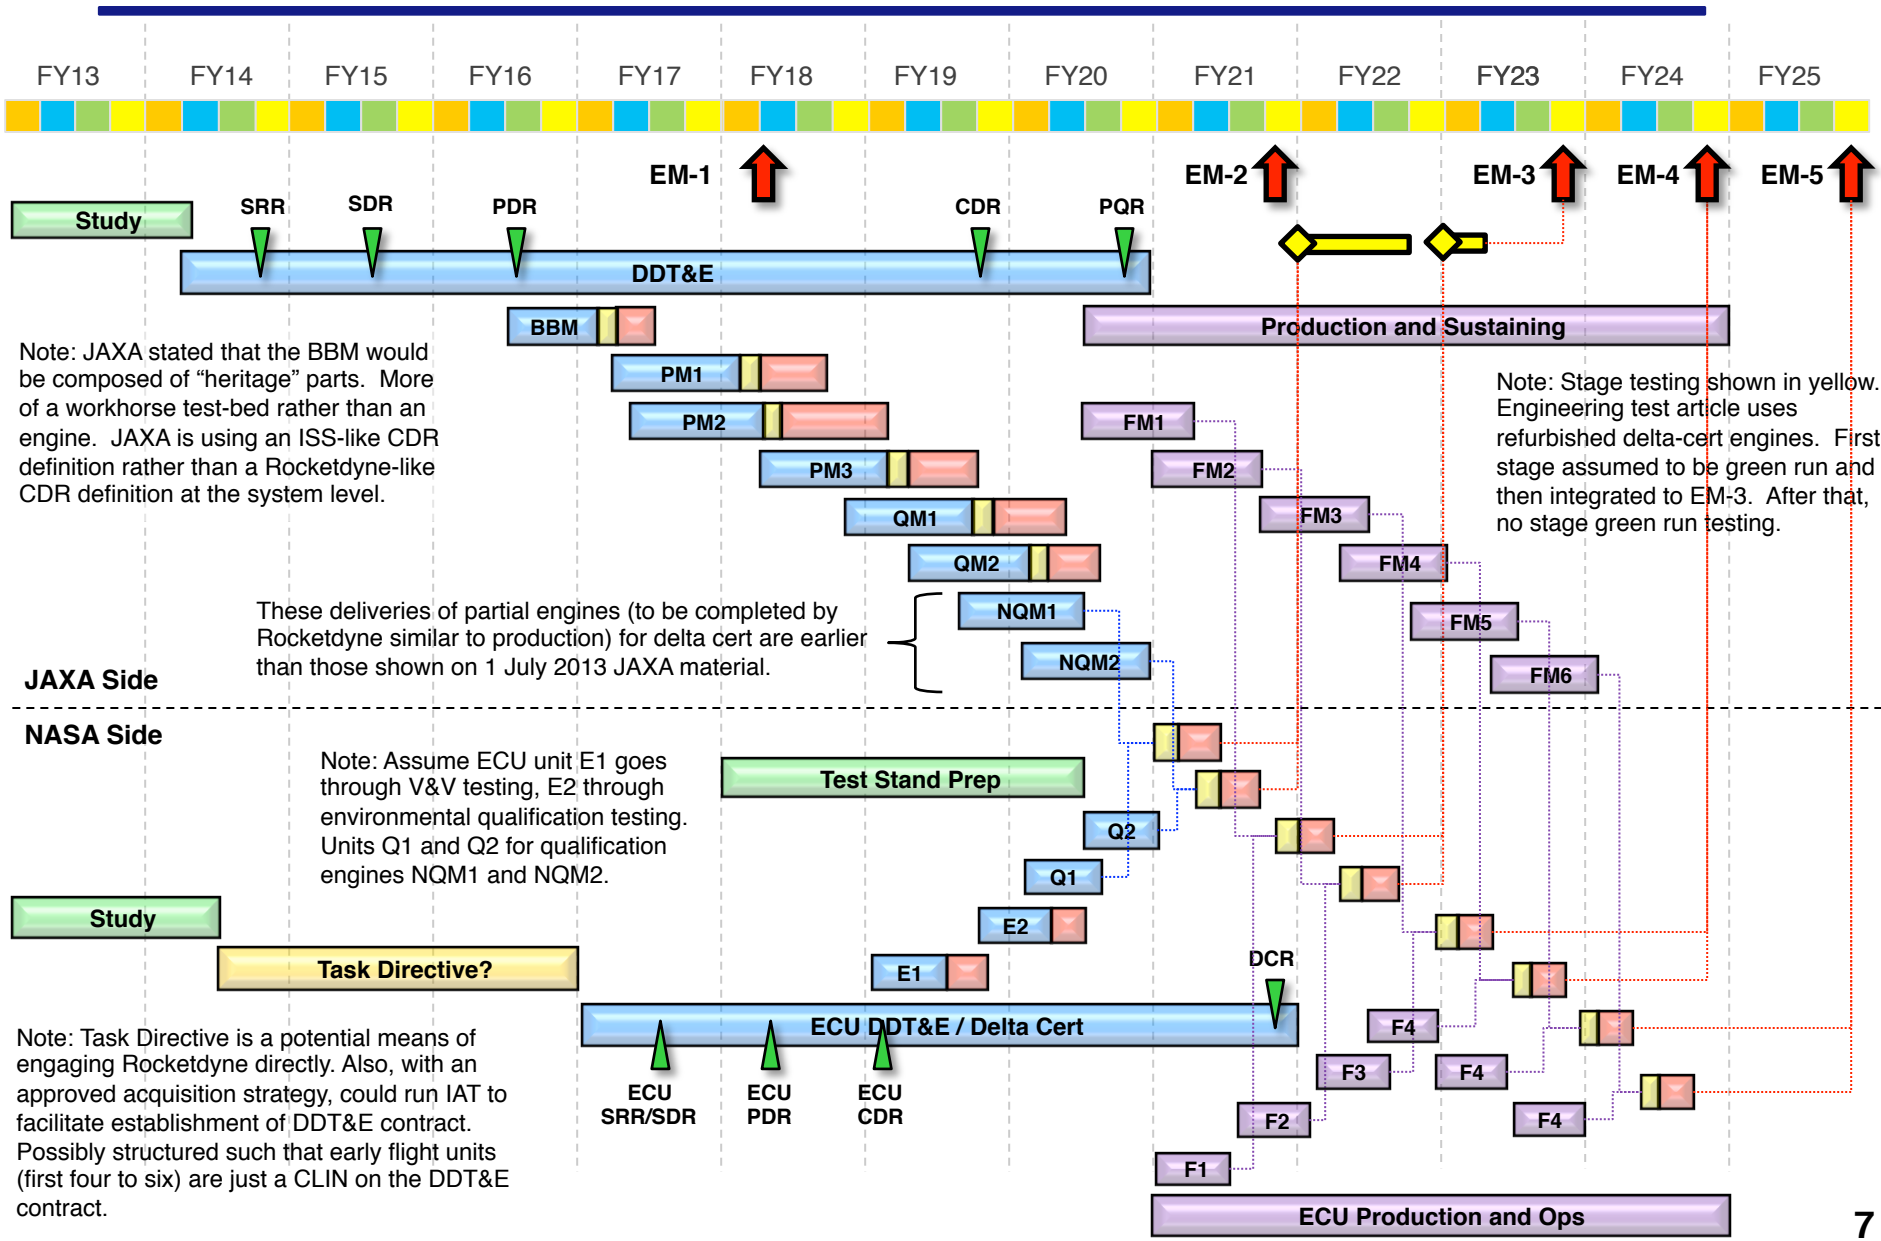 FY13 FY14 FY15 FY16 FY17 FY18 FY19 FY20 FY21 FY22 FY23 FY24 FY25
EM-1 EM-2 EM-3 EM-4 EM-5
Study
SRR SDR PDR CDR PQR
DDT&E
BBM
Production and Sustaining
Note: JAXA stated that the BBM would
be composed of “heritage” parts. More
of a workhorse test-bed rather than an
engine. JAXA is using an ISS-like CDR
definition rather than a Rocketdyne-like
CDR definition at the system level.
PM1
PM2
PM3
QM1
QM2
NQM1
NQM2
FM1
FM2
FM3
FM4
FM5
FM6
Note: Stage testing shown in yellow.
Engineering test article uses
refurbished delta-cert engines. First
stage assumed to be green run and
then integrated to EM-3. After that,
no stage green run testing.
These deliveries of partial engines (to be completed by
Rocketdyne similar to production) for delta cert are earlier
than those shown on 1 July 2013 JAXA material.
JAXA Side
NASA Side
Note: Assume ECU unit E1 goes
through V&V testing, E2 through
environmental qualification testing.
Units Q1 and Q2 for qualification
engines NQM1 and NQM2.
Test Stand Prep
Q2
Q1
Study
E2
Task Directive?
E1
DCR
ECU DDT&E / Delta Cert
ECU
SRR/SDR
ECU
PDR
ECU
CDR
F4
F3
F4
F2
F4
F1
Note: Task Directive is a potential means of
engaging Rocketdyne directly. Also, with an
approved acquisition strategy, could run IAT to
facilitate establishment of DDT&E contract.
Possibly structured such that early flight units
(first four to six) are just a CLIN on the DDT&E
contract.
ECU Production and Ops
7